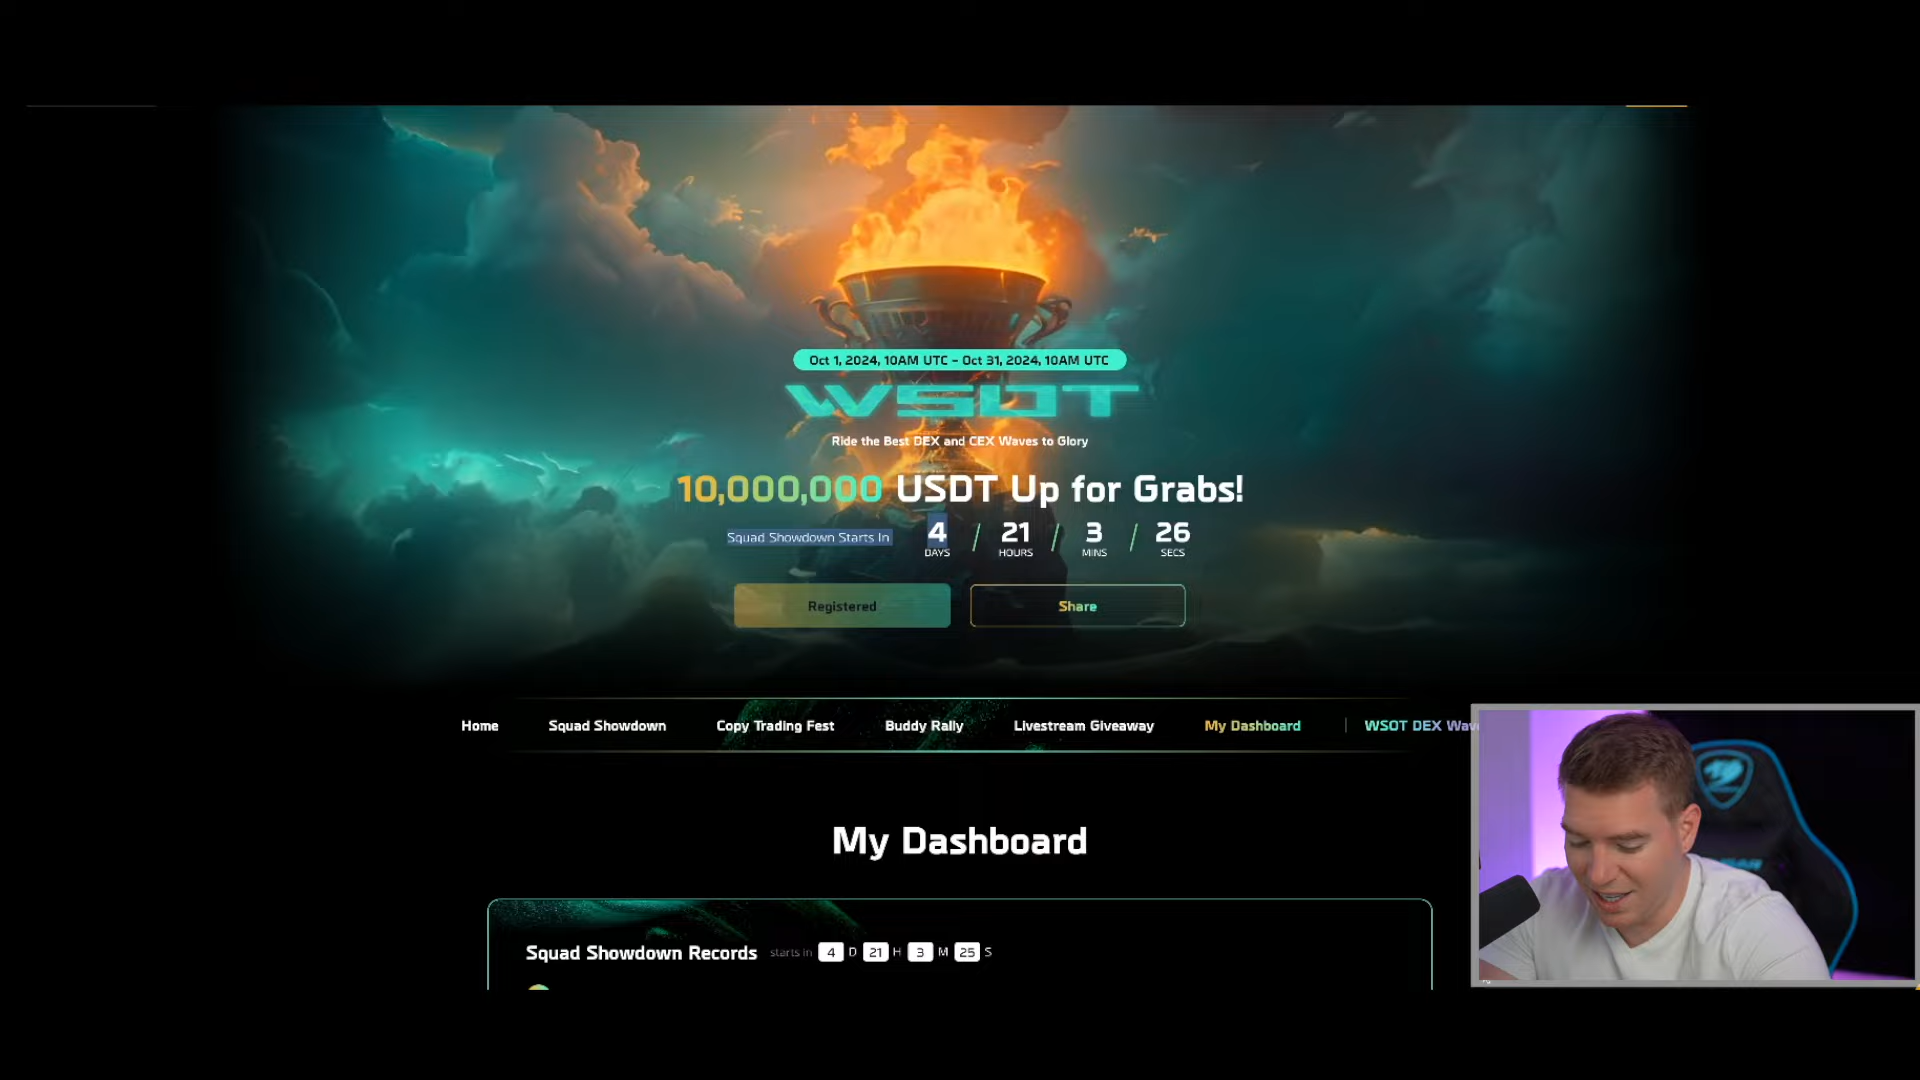 Oct 1, 2024, 10AM UTC – Oct 31, 2024, 10AM UTC
WSOT
Ride the Best DEX and CEX Waves to Glory
10,000,000 USDT Up for Grabs!
Squad Showdown Starts In 4 / 21 / 3 / 26
DAYS HOURS MINS SECS
Registered Share
Home Squad Showdown Copy Trading Fest Buddy Rally Livestream Giveaway My Dashboard | WSOT DEX
My Dashboard
Squad Showdown Records starts in 4 D 21 H 3 M 25 S